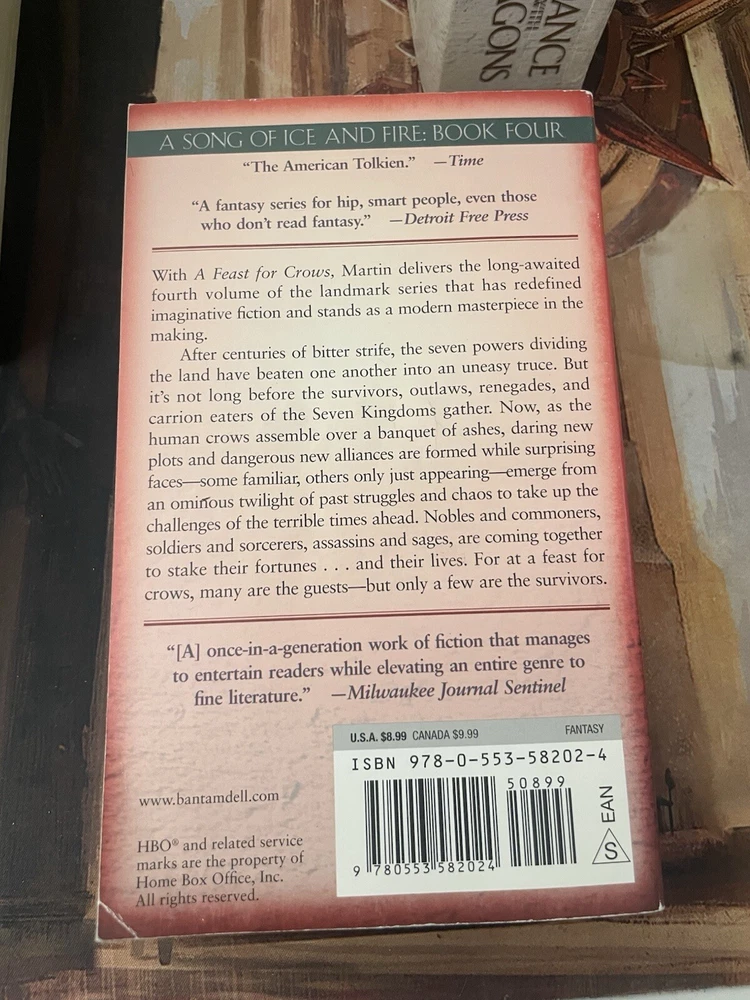 ANCE
WITH
GONS
A SONG OF ICE AND FIRE: BOOK FOUR
“The American Tolkien.” —Time
“A fantasy series for hip, smart people, even those
who don’t read fantasy.” —Detroit Free Press
With A Feast for Crows, Martin delivers the long-awaited
fourth volume of the landmark series that has redefined
imaginative fiction and stands as a modern masterpiece in the
making.
After centuries of bitter strife, the seven powers dividing
the land have beaten one another into an uneasy truce. But
it’s not long before the survivors, outlaws, renegades, and
carrion eaters of the Seven Kingdoms gather. Now, as the
human crows assemble over a banquet of ashes, daring new
plots and dangerous new alliances are formed while surprising
faces—some familiar, others only just appearing—emerge from
an ominous twilight of past struggles and chaos to take up the
challenges of the terrible times ahead. Nobles and commoners,
soldiers and sorcerers, assassins and sages, are coming together
to stake their fortunes . . . and their lives. For at a feast for
crows, many are the guests—but only a few are the survivors.
“[A] once-in-a-generation work of fiction that manages
to entertain readers while elevating an entire genre to
fine literature.” —Milwaukee Journal Sentinel
U.S.A. $8.99 CANADA $9.99 FANTASY
ISBN 978-0-553-58202-4
50899
9 780553 582024
EAN
S
www.bantamdell.com
HBO® and related service
marks are the property of
Home Box Office, Inc.
All rights reserved.